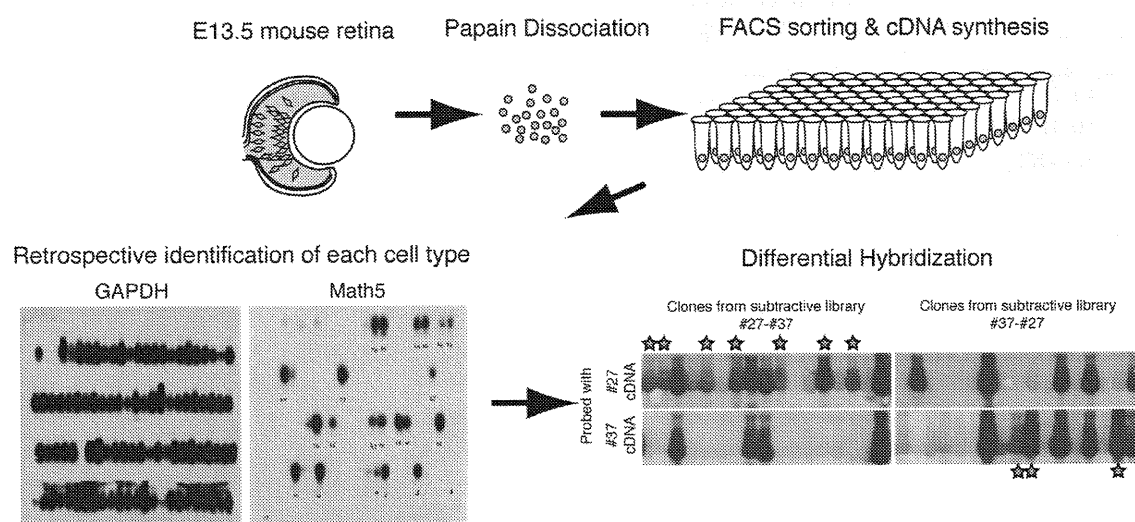 E13.5 mouse retina
Papain Dissociation
FACS sorting & cDNA synthesis
Retrospective identification of each cell type
GAPDH
Math5
Differential Hybridization
Clones from subtractive library
#27-#37
Clones from subtractive library
#37-#27
Probed with
#27
cDNA
#37
cDNA